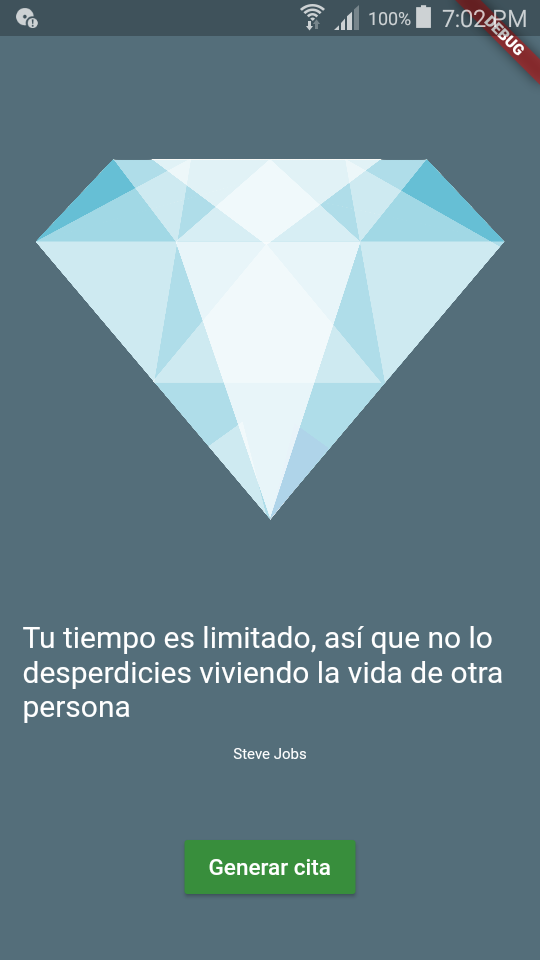 100% 7:02 PM
DEBUG
Tu tiempo es limitado, así que no lo
desperdicies viviendo la vida de otra
persona
Steve Jobs
Generar cita